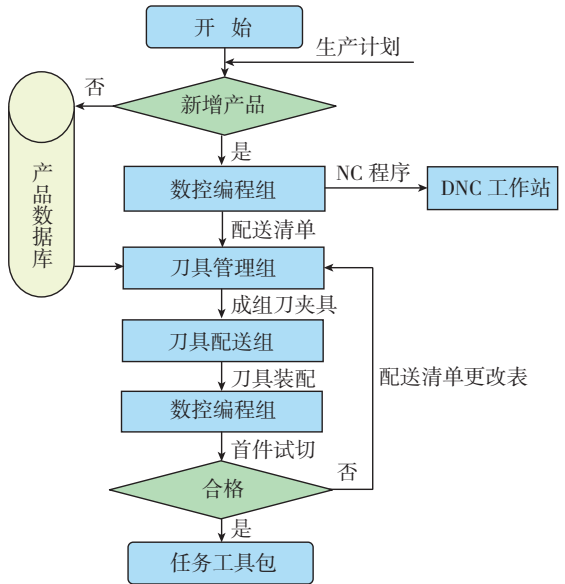 开 始
生产计划
否
新增产品
是
数控编程组
NC 程序
DNC 工作站
产品数据库
配送清单
刀具管理组
成组刀夹具
刀具配送组
刀具装配
配送清单更改表
数控编程组
首件试切
否
合格
是
任务工具包